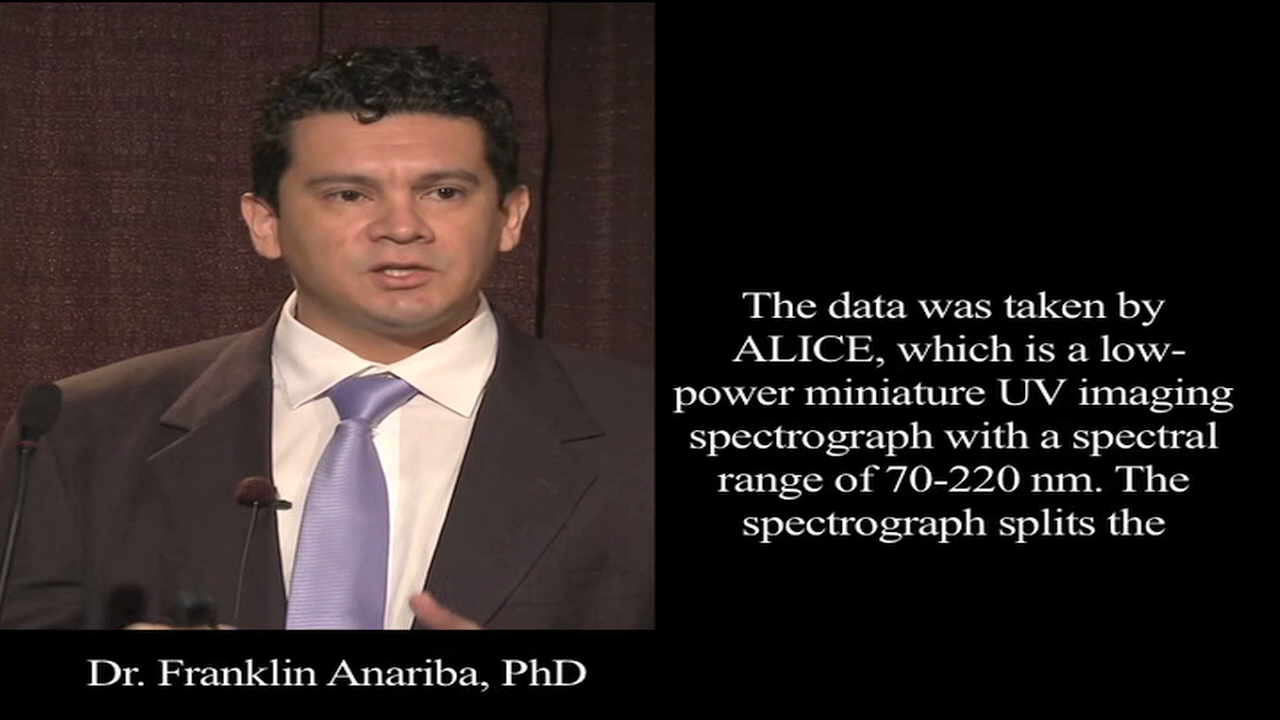 The data was taken by
ALICE, which is a low-
power miniature UV imaging
spectrograph with a spectral
range of 70-220 nm. The
spectrograph splits the
Dr. Franklin Anariba, PhD